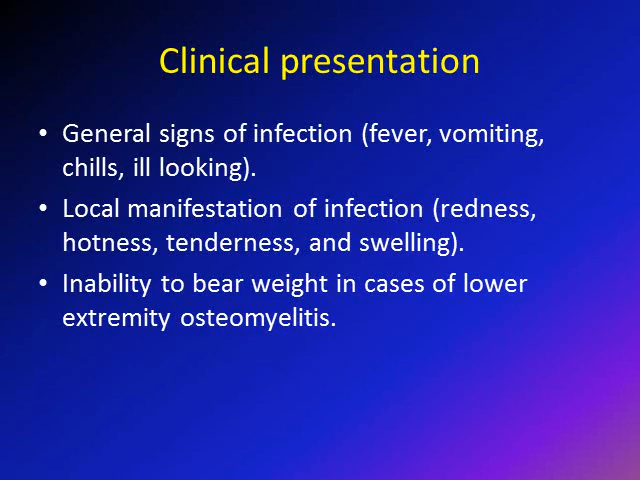 Clinical presentation
• General signs of infection (fever, vomiting,
chills, ill looking).
• Local manifestation of infection (redness,
hotness, tenderness, and swelling).
• Inability to bear weight in cases of lower
extremity osteomyelitis.